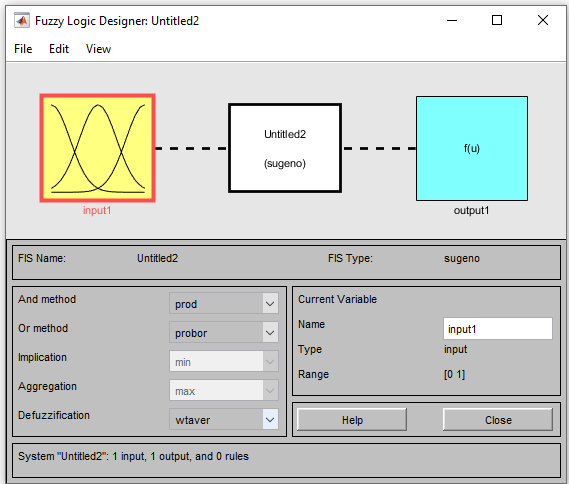 Fuzzy Logic Designer: Untitled2
File Edit View
Untitled2
(sugeno)
f(u)
input1
output1
FIS Name: Untitled2 FIS Type: sugeno
And method prod
Or method probor
Implication min
Aggregation max
Defuzzification wtaver
Current Variable
Name input1
Type input
Range [0 1]
Help Close
System "Untitled2": 1 input, 1 output, and 0 rules